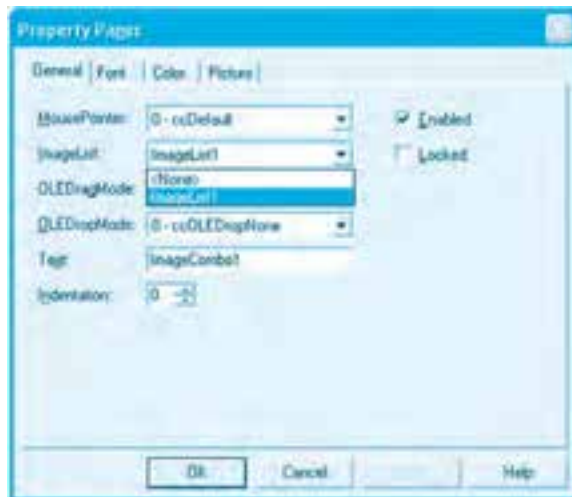 Property Pages
General Font Color Picture
MousePointer: 0 - ccDefault Enabled
ImageList: ImageList1 Locked
<None>
OLEDragMode: ImageList1
OLEDropMode: 0 - ccOLEDropNone
Text: ImageCombo1
Indentation: 0
OK Cancel Help